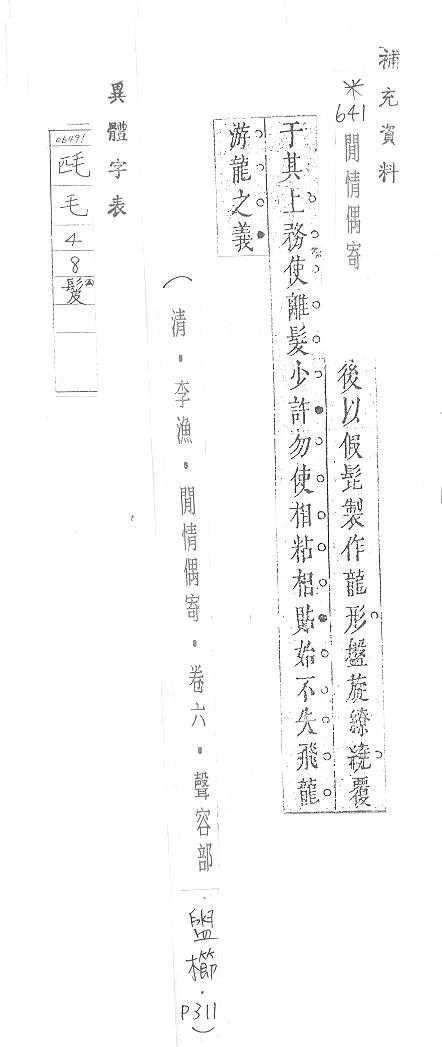 補充資料
※641 閒情偶寄
後以假髢製作龍形盤旋繚繞覆
于其上務使離髮少許勿使相粘相貼始不失飛龍
游龍之義
（清．李漁．閒情偶寄．卷六．聲容部．盥櫛．P311）
異體字表
06491
毛
4
8
髮